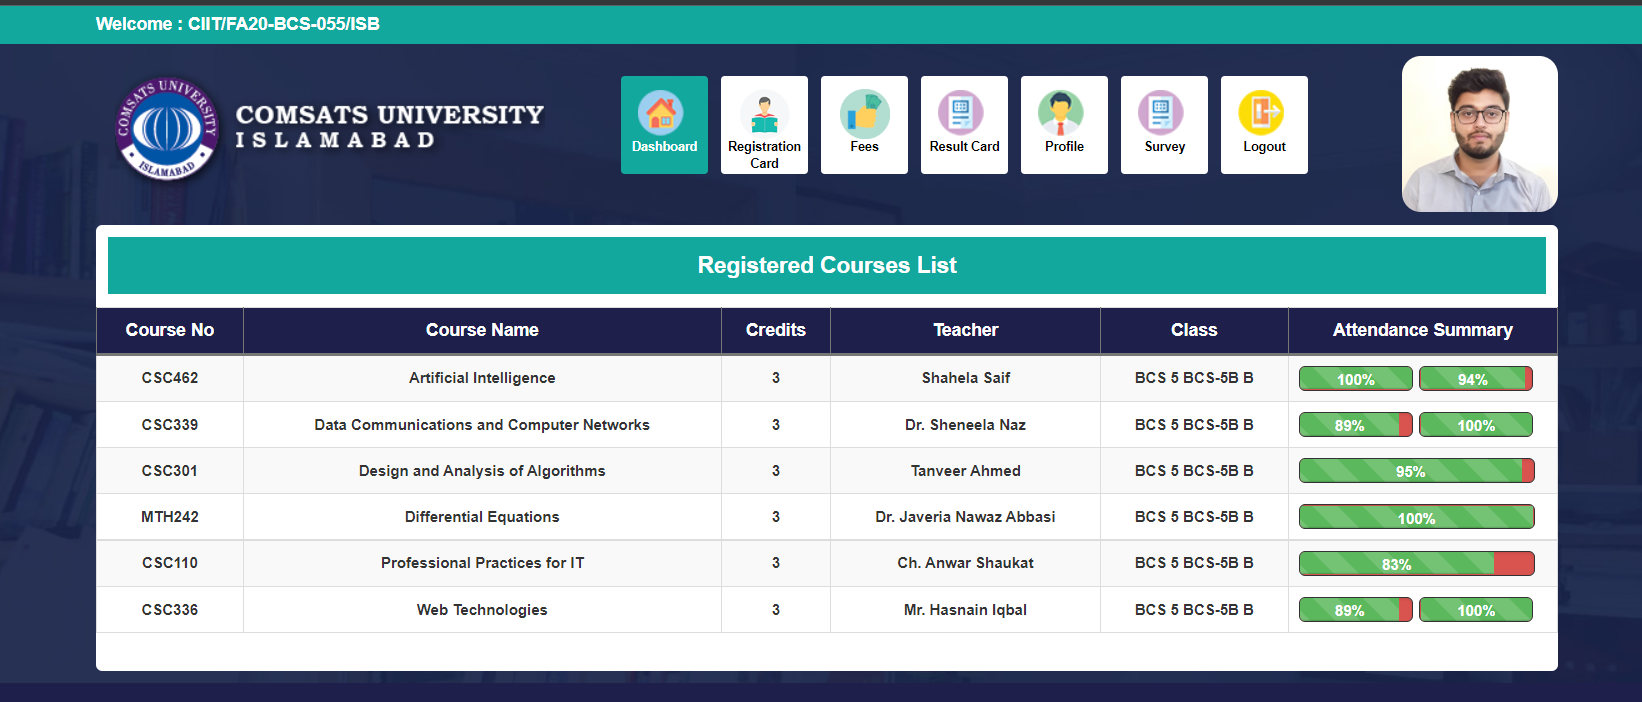 Welcome : CIIT/FA20-BCS-055/ISB
COMSATS UNIVERSITY
ISLAMABAD
COMSATS UNIVERSITY
ISLAMABAD
Dashboard
Registration
Card
Fees
Result Card
Profile
Survey
Logout
Registered Courses List
Course No Course Name Credits Teacher Class Attendance Summary
CSC462 Artificial Intelligence 3 Shahela Saif BCS 5 BCS-5B B 100% 94%
CSC339 Data Communications and Computer Networks 3 Dr. Sheneela Naz BCS 5 BCS-5B B 89% 100%
CSC301 Design and Analysis of Algorithms 3 Tanveer Ahmed BCS 5 BCS-5B B 95%
MTH242 Differential Equations 3 Dr. Javeria Nawaz Abbasi BCS 5 BCS-5B B 100%
CSC110 Professional Practices for IT 3 Ch. Anwar Shaukat BCS 5 BCS-5B B 83%
CSC336 Web Technologies 3 Mr. Hasnain Iqbal BCS 5 BCS-5B B 89% 100%